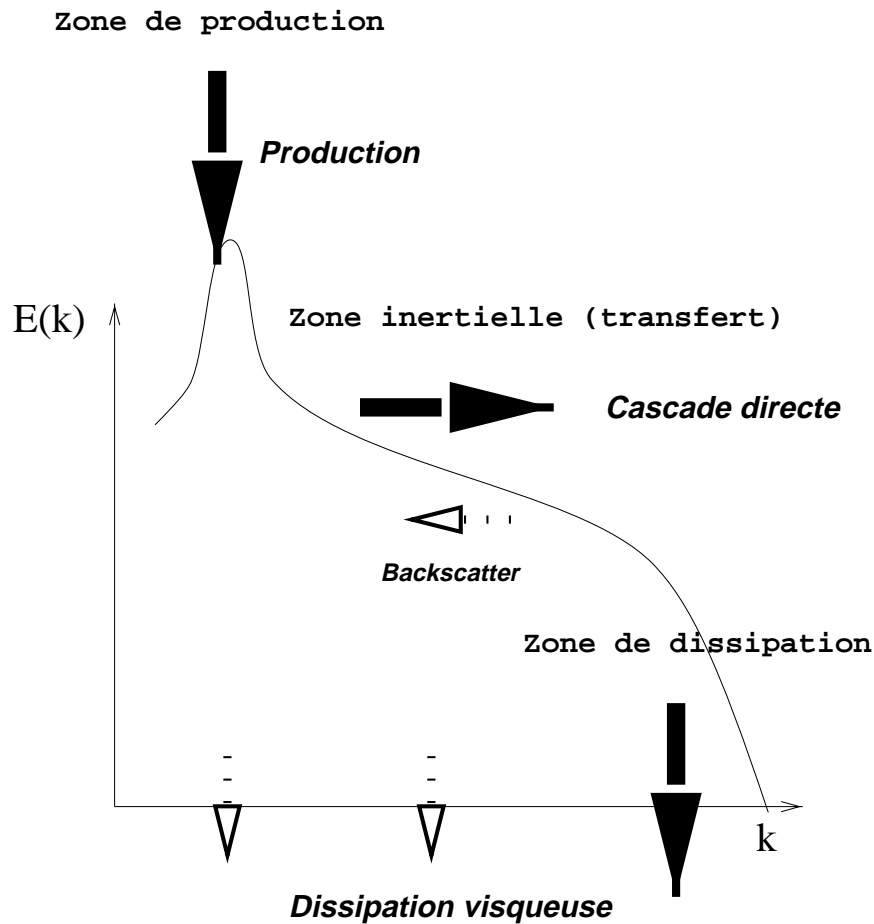 Zone de production
Production
E(k)
Zone inertielle (transfert)
Cascade directe
Backscatter
Zone de dissipation
k
Dissipation visqueuse